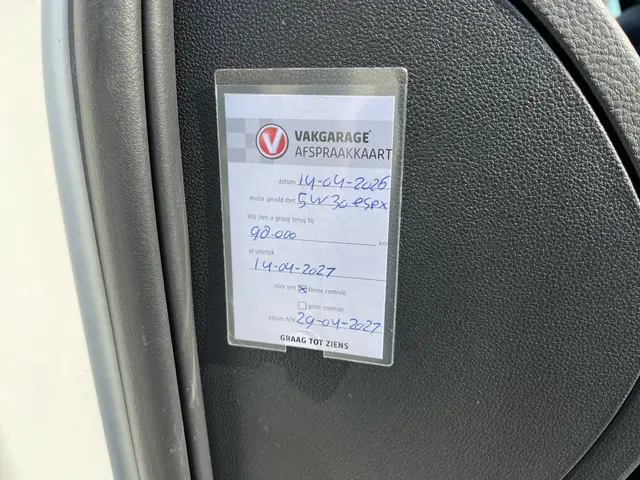 V
VAKGARAGE
AFSPRAAKKAART
datum 14-04-2026
motor gevuld met 5W30 espx
Wij zien u graag terug bij
90.000 km
of uiterlijk
14-04-2027
voor een ☒ kleine controle
☐ grote controle
datum APK 29-04-2027
GRAAG TOT ZIENS